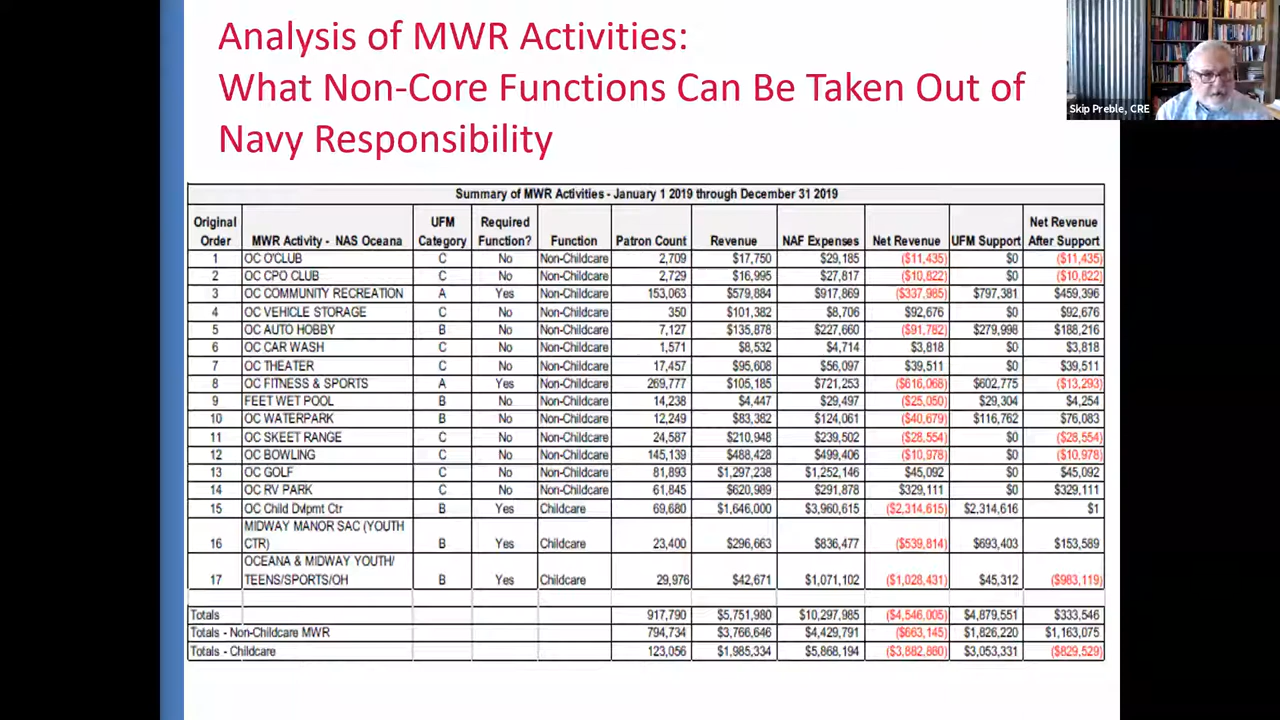 Analysis of MWR Activities:
What Non-Core Functions Can Be Taken Out of
Navy Responsibility
Skip Preble, CRE
Summary of MWR Activities - January 1 2019 through December 31 2019
Original Order MWR Activity - NAS Oceana UFM Category Required Function? Function Patron Count Revenue NAF Expenses Net Revenue UFM Support Net Revenue After Support
1 OC O'CLUB C No Non-Childcare 2,709 $17,750 $29,185 ($11,435) $0 ($11,435)
2 OC CPO CLUB C No Non-Childcare 2,729 $16,995 $27,817 ($10,822) $0 ($10,822)
3 OC COMMUNITY RECREATION A Yes Non-Childcare 153,063 $579,884 $917,869 ($337,985) $797,381 $459,396
4 OC VEHICLE STORAGE C No Non-Childcare 350 $101,382 $8,706 $92,676 $0 $92,676
5 OC AUTO HOBBY B No Non-Childcare 7,127 $135,878 $227,660 ($91,782) $279,998 $188,216
6 OC CAR WASH C No Non-Childcare 1,571 $8,532 $4,714 $3,818 $0 $3,818
7 OC THEATER C No Non-Childcare 17,457 $95,608 $56,097 $39,511 $0 $39,511
8 OC FITNESS & SPORTS A Yes Non-Childcare 269,777 $105,185 $721,253 ($616,068) $602,775 ($13,293)
9 FEET WET POOL B No Non-Childcare 14,238 $4,447 $29,497 ($25,050) $29,304 $4,254
10 OC WATERPARK B No Non-Childcare 12,249 $83,382 $124,061 ($40,679) $116,762 $76,083
11 OC SKEET RANGE C No Non-Childcare 24,587 $210,948 $239,502 ($28,554) $0 ($28,554)
12 OC BOWLING C No Non-Childcare 145,139 $488,428 $499,406 ($10,978) $0 ($10,978)
13 OC GOLF C No Non-Childcare 81,893 $1,297,238 $1,252,146 $45,092 $0 $45,092
14 OC RV PARK C No Non-Childcare 61,845 $620,989 $291,878 $329,111 $0 $329,111
15 OC Child Dvlpmt Ctr B Yes Childcare 69,680 $1,646,000 $3,960,615 ($2,314,615) $2,314,616 $1
16 MIDWAY MANOR SAC (YOUTH CTR) B Yes Childcare 23,400 $296,663 $836,477 ($539,814) $693,403 $153,589
17 OCEANA & MIDWAY YOUTH/ TEENS/SPORTS/OH B Yes Childcare 29,976 $42,671 $1,071,102 ($1,028,431) $45,312 ($983,119)
Totals 917,790 $5,751,980 $10,297,985 ($4,546,005) $4,879,551 $333,546
Totals - Non-Childcare MWR 794,734 $3,766,646 $4,429,791 ($663,145) $1,826,220 $1,163,075
Totals - Childcare 123,056 $1,985,334 $5,868,194 ($3,882,860) $3,053,331 ($829,529)